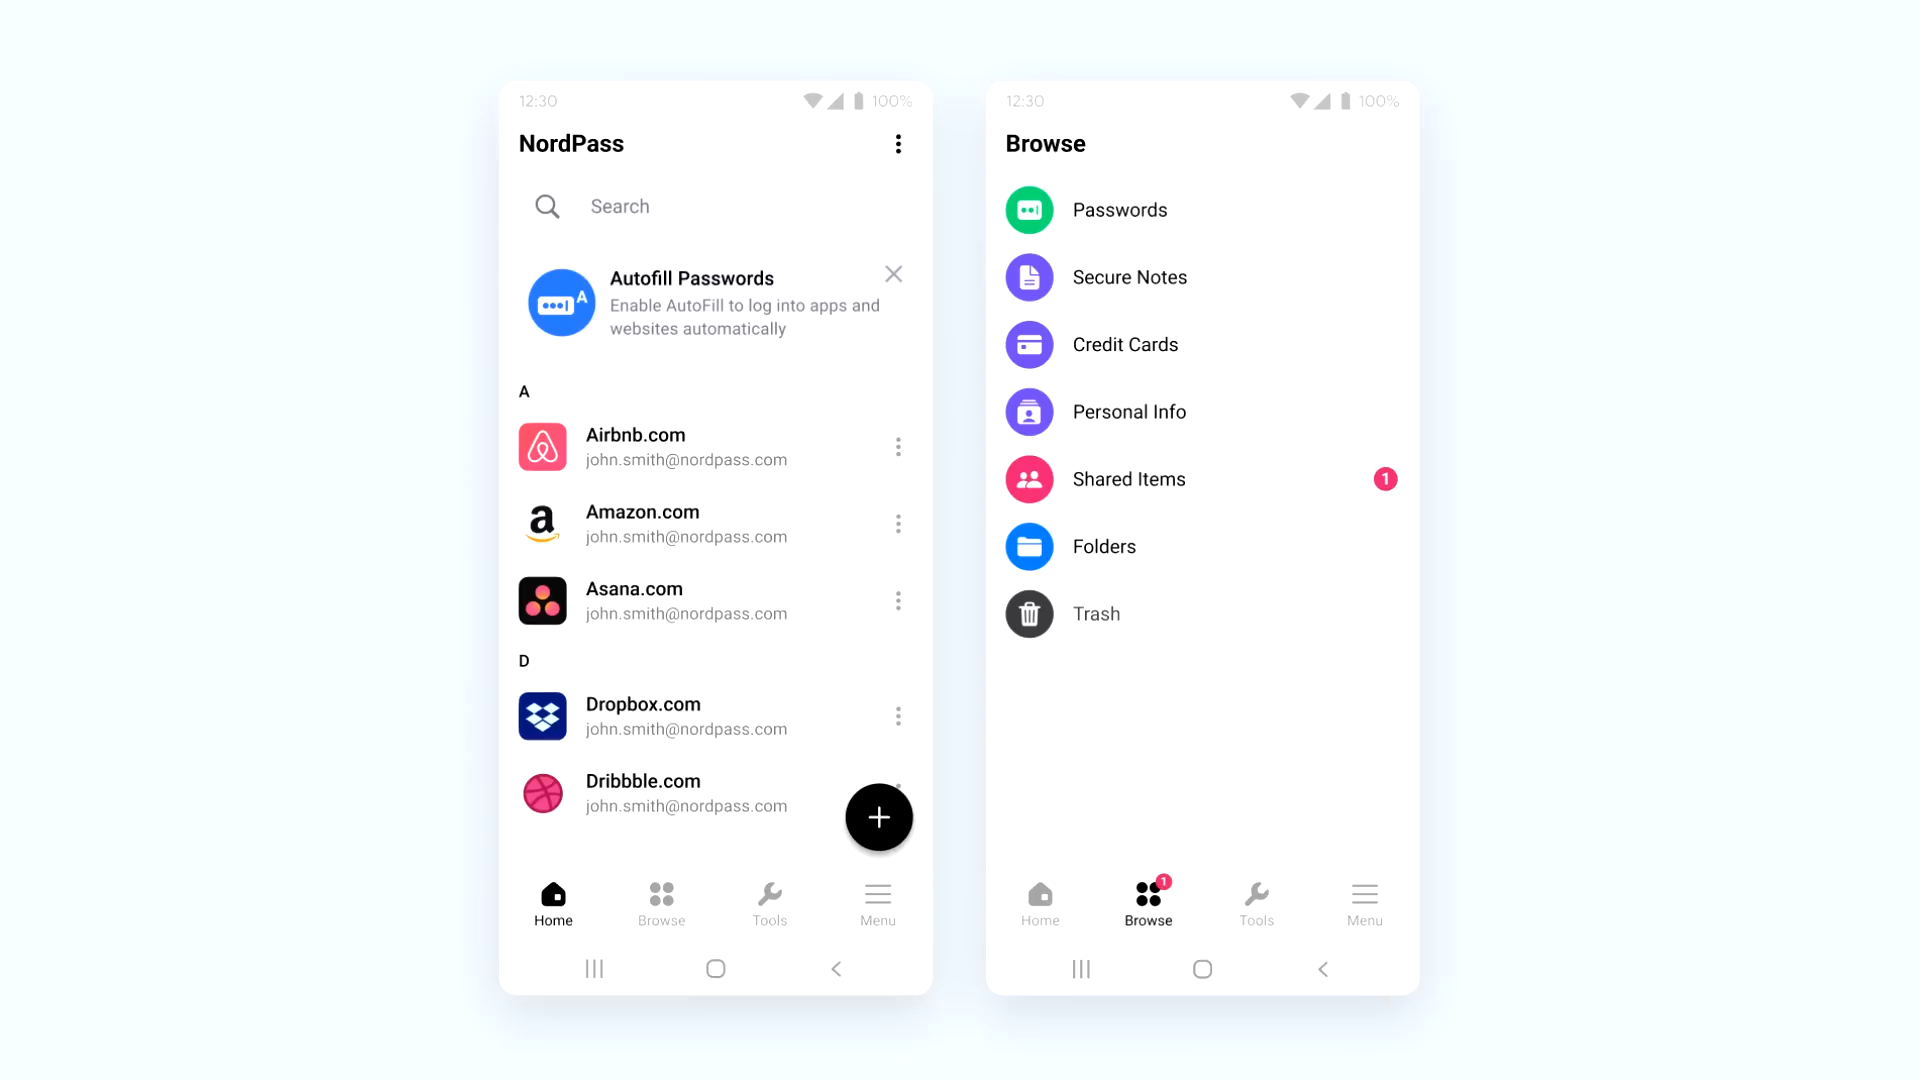 12:30
100%
NordPass
Search
Autofill Passwords
Enable AutoFill to log into apps and
websites automatically
A
Airbnb.com
john.smith@nordpass.com
Amazon.com
john.smith@nordpass.com
Asana.com
john.smith@nordpass.com
D
Dropbox.com
john.smith@nordpass.com
Dribbble.com
john.smith@nordpass.com
Home
Browse
Tools
Menu
12:30
100%
Browse
Passwords
Secure Notes
Credit Cards
Personal Info
Shared Items
1
Folders
Trash
1
Home
Browse
Tools
Menu